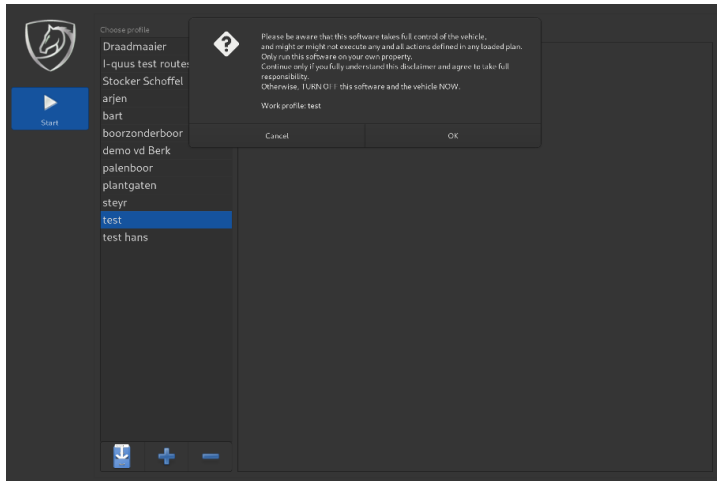 Choose profile
Draadmaaier
I-quus test routes
Stocker Schoffel
arjen
bart
boorzonderboor
demo vd Berk
palenboor
plantgaten
steyr
test
test hans
Start
Please be aware that this software takes full control of the vehicle,
and might or might not execute any and all actions defined in any loaded plan.
Only run this software on your own property.
Continue only if you fully understand this disclaimer and agree to take full
responsibility.
Otherwise, TURN OFF this software and the vehicle NOW.
Work profile: test
Cancel
OK